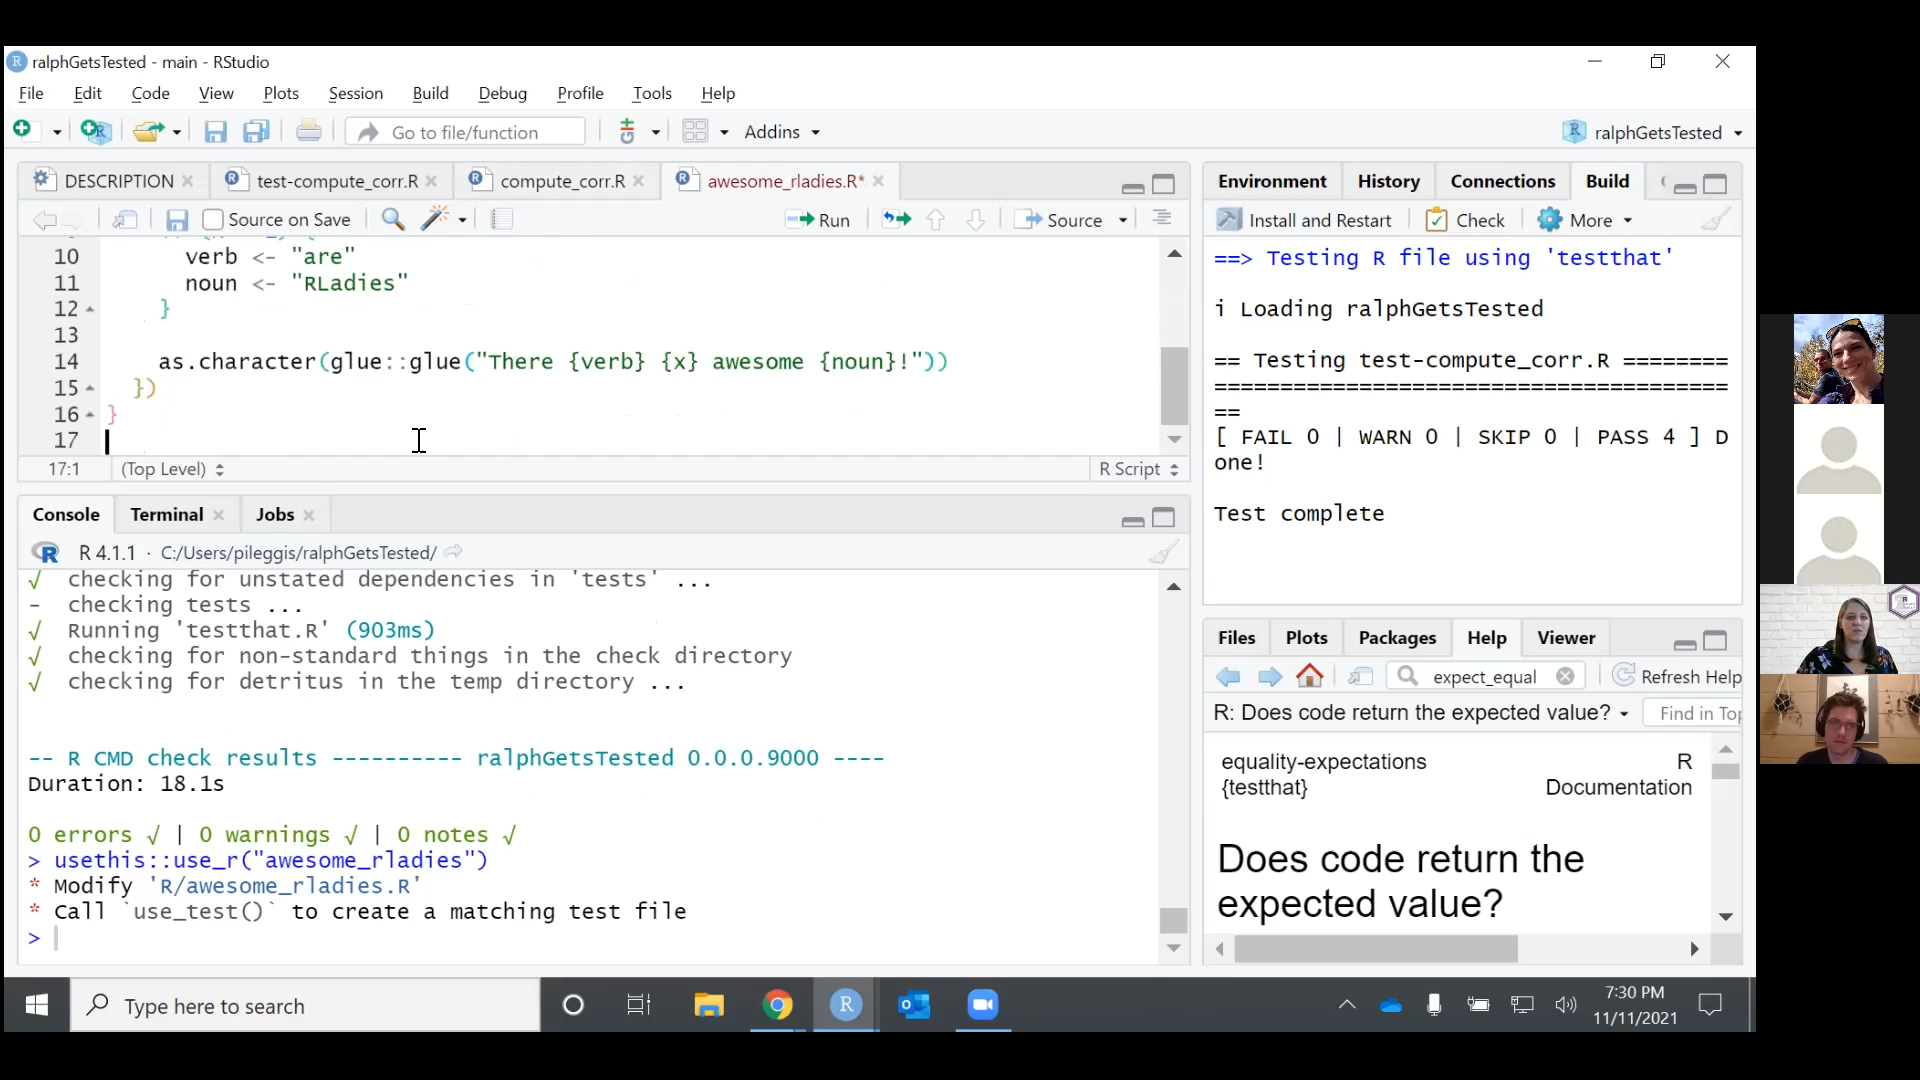 ralphGetsTested - main - RStudio
File Edit Code View Plots Session Build Debug Profile Tools Help
Go to file/function Addins ralphGetsTested
DESCRIPTION test-compute_corr.R compute_corr.R awesome_rladies.R*
Source on Save Run Source
10 verb <- "are"
11 noun <- "RLadies"
12 }
13
14 as.character(glue::glue("There {verb} {x} awesome {noun}!"))
15 })
16 }
17
17:1 (Top Level) R Script
Console Terminal Jobs
R 4.1.1 · C:/Users/pileggis/ralphGetsTested/
√ checking for unstated dependencies in 'tests' ...
- checking tests ...
√ Running 'testthat.R' (903ms)
√ checking for non-standard things in the check directory
√ checking for detritus in the temp directory ...
-- R CMD check results ---------- ralphGetsTested 0.0.0.9000 ----
Duration: 18.1s
0 errors √ | 0 warnings √ | 0 notes √
> usethis::use_r("awesome_rladies")
* Modify 'R/awesome_rladies.R'
* Call `use_test()` to create a matching test file
>
Environment History Connections Build
Install and Restart Check More
==> Testing R file using 'testthat'
i Loading ralphGetsTested
== Testing test-compute_corr.R ========
=======================================
==
[ FAIL 0 | WARN 0 | SKIP 0 | PASS 4 ] D
one!
Test complete
Files Plots Packages Help Viewer
expect_equal Refresh Help
R: Does code return the expected value? Find in Top
equality-expectations R
{testthat} Documentation
Does code return the
expected value?
Type here to search
7:30 PM
11/11/2021